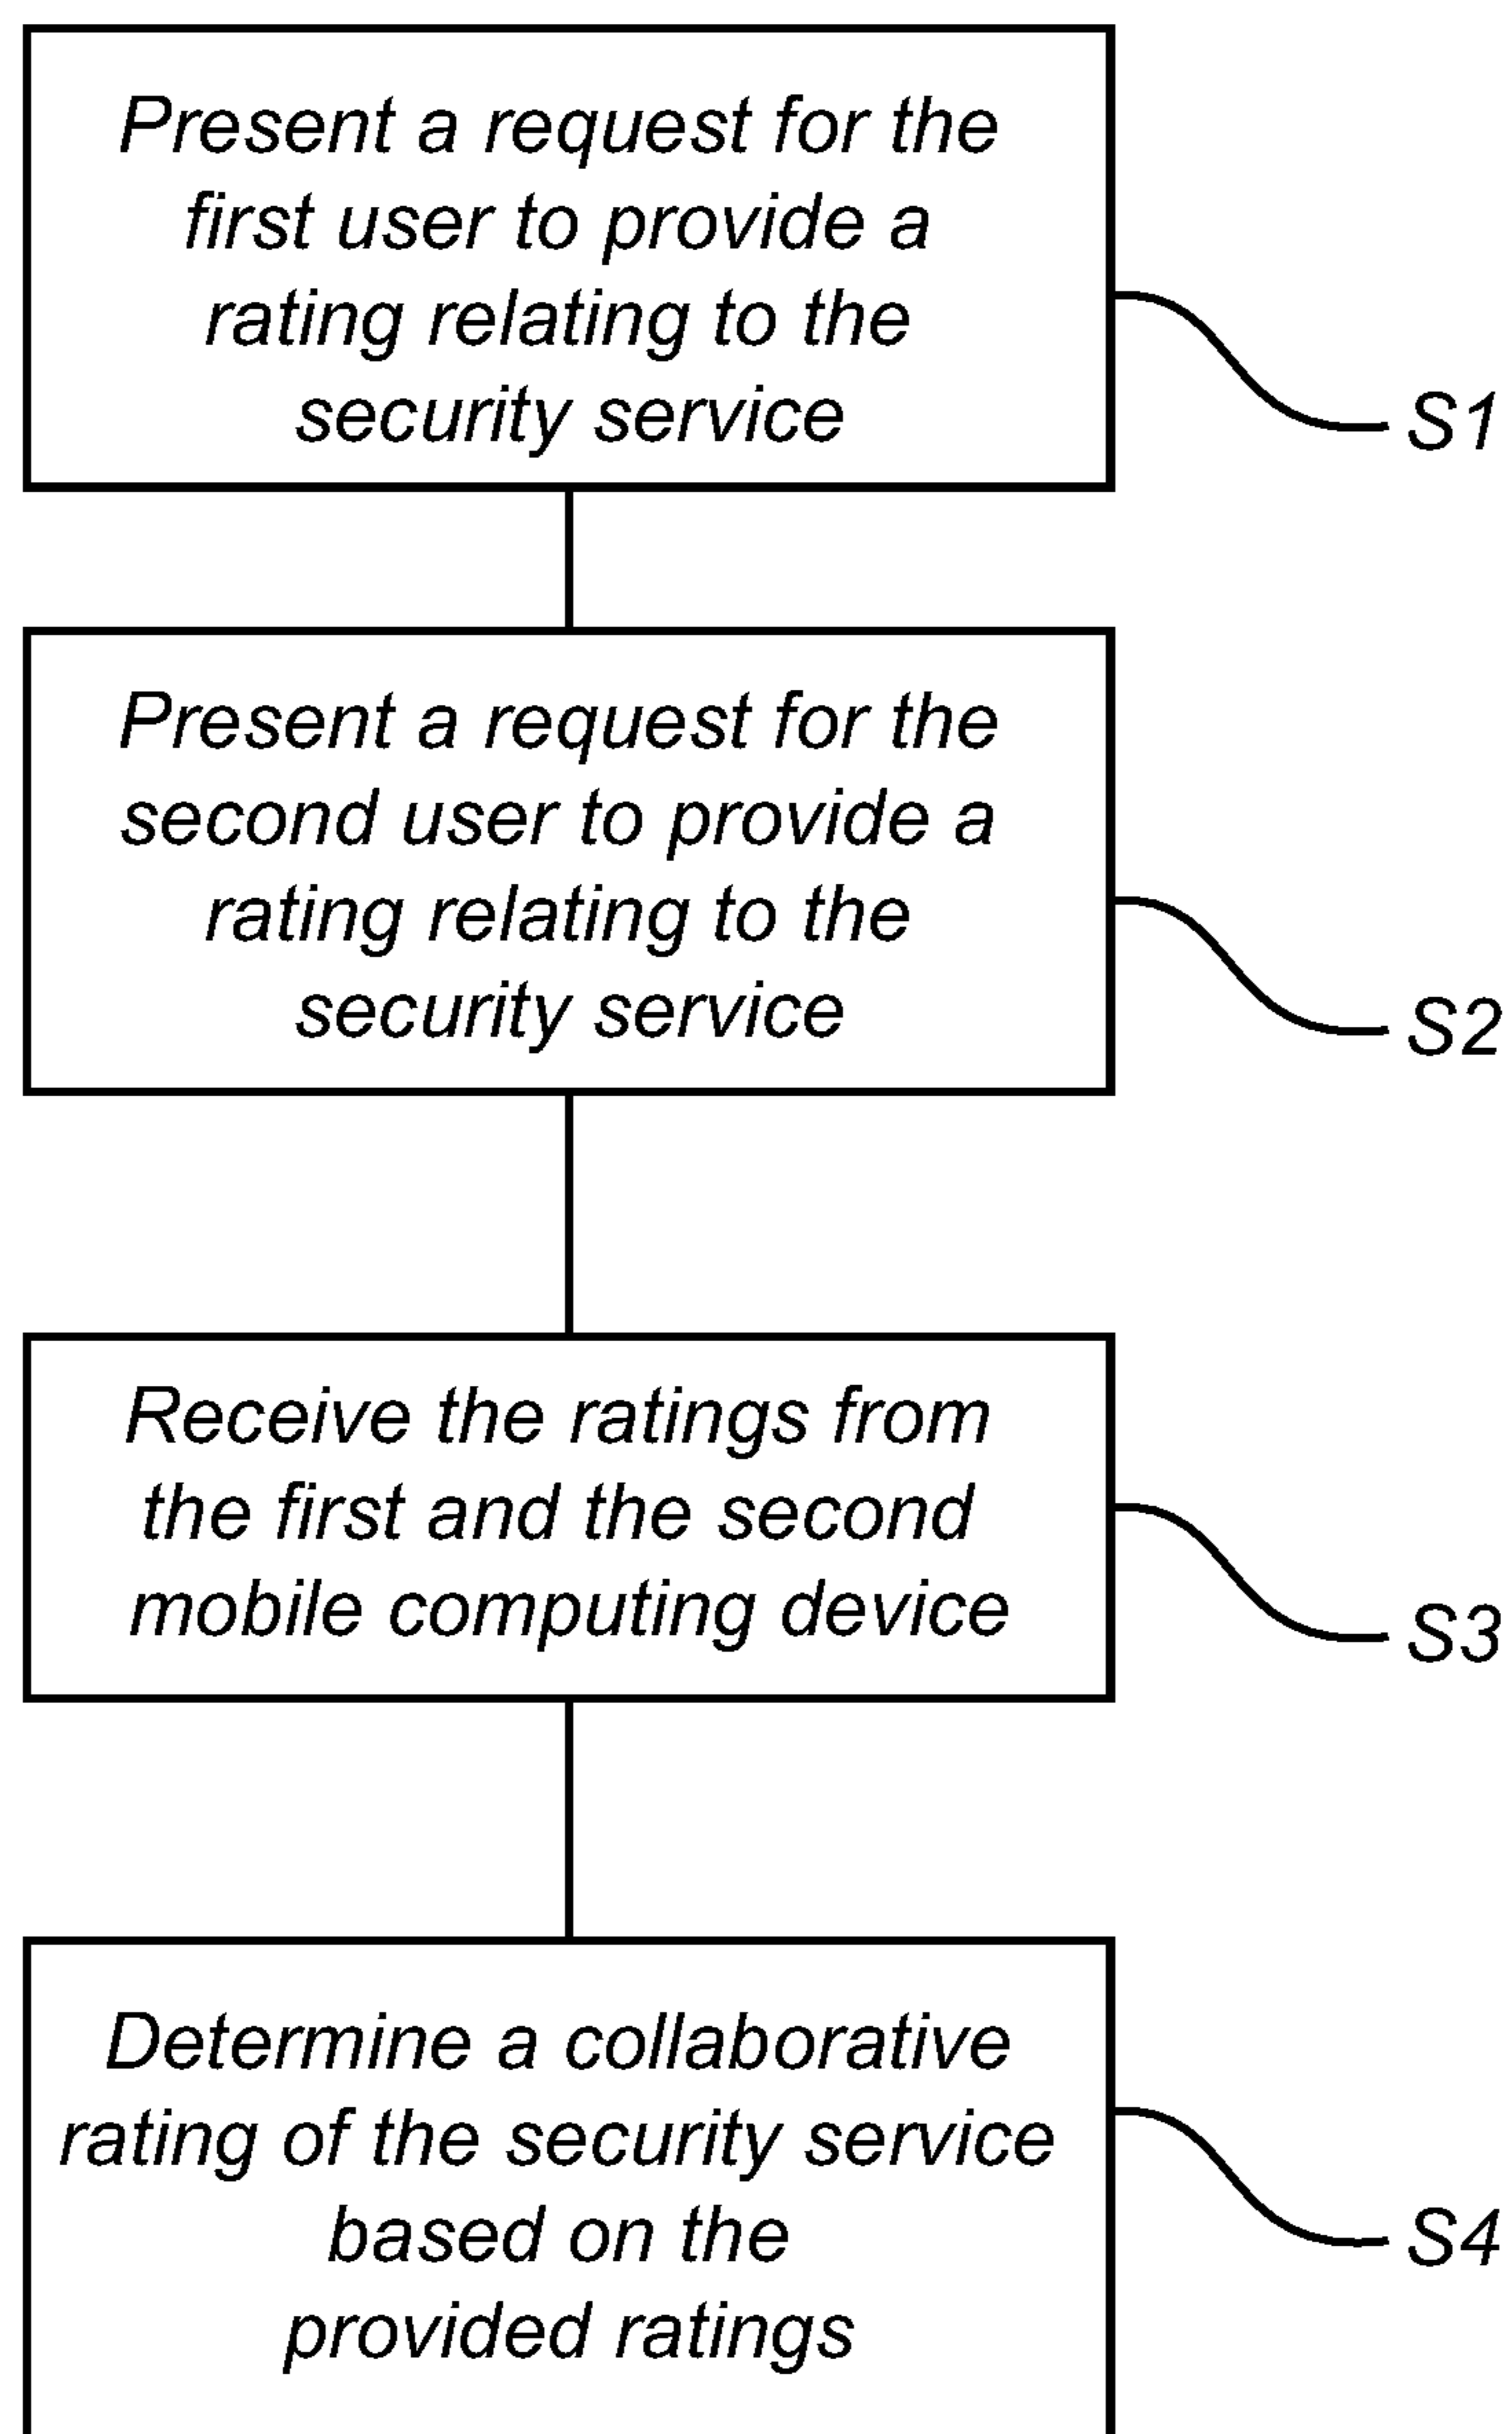 Present a request for the
first user to provide a
rating relating to the
security service
S1
Present a request for the
second user to provide a
rating relating to the
security service
S2
Receive the ratings from
the first and the second
mobile computing device
S3
Determine a collaborative
rating of the security service
based on the
provided ratings
S4